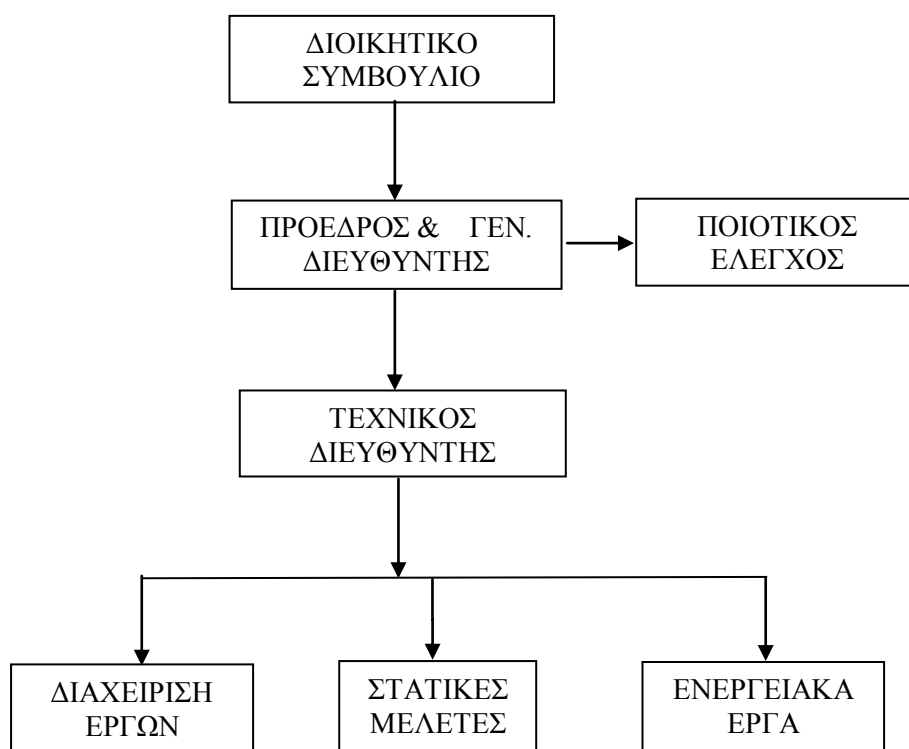 ΔΙΟΙΚΗΤΙΚΟ
ΣΥΜΒΟΥΛΙΟ
ΠΡΟΕΔΡΟΣ & ΓΕΝ.
ΔΙΕΥΘΥΝΤΗΣ
ΠΟΙΟΤΙΚΟΣ
ΕΛΕΓΧΟΣ
ΤΕΧΝΙΚΟΣ
ΔΙΕΥΘΥΝΤΗΣ
ΔΙΑΧΕΙΡΙΣΗ
ΕΡΓΩΝ
ΣΤΑΤΙΚΕΣ
ΜΕΛΕΤΕΣ
ΕΝΕΡΓΕΙΑΚΑ
ΕΡΓΑ